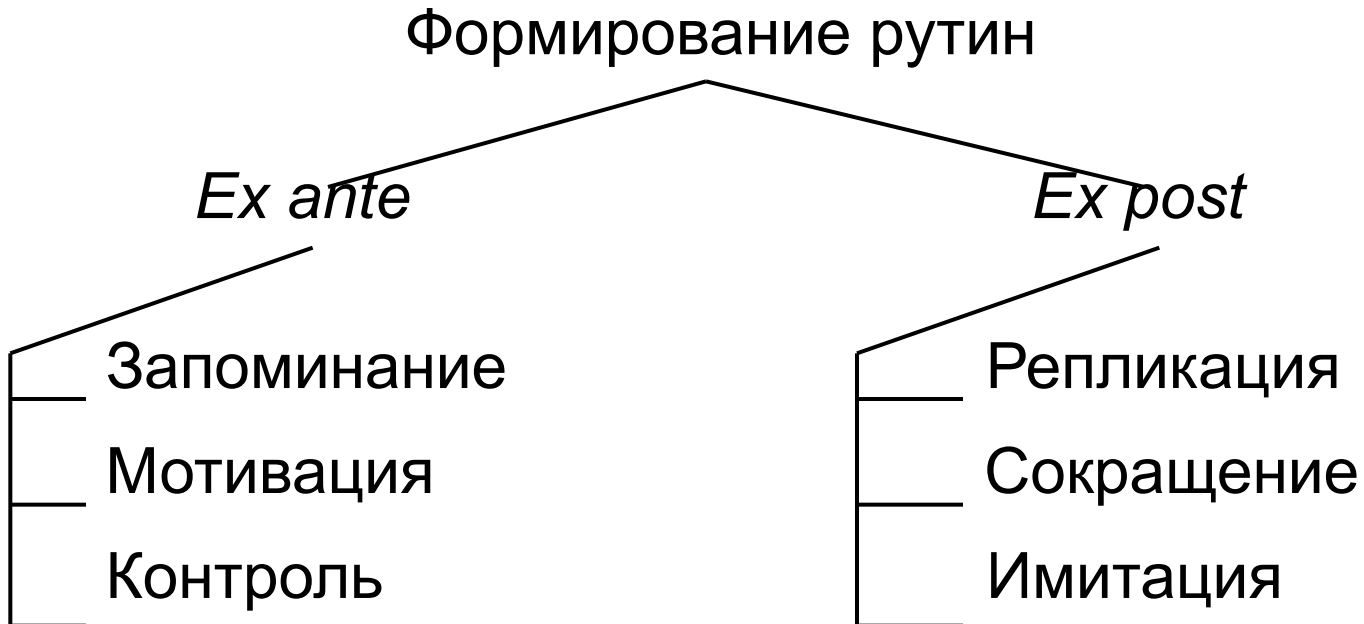 Формирование рутин
Ex ante
Ex post
Запоминание
Мотивация
Контроль
Репликация
Сокращение
Имитация